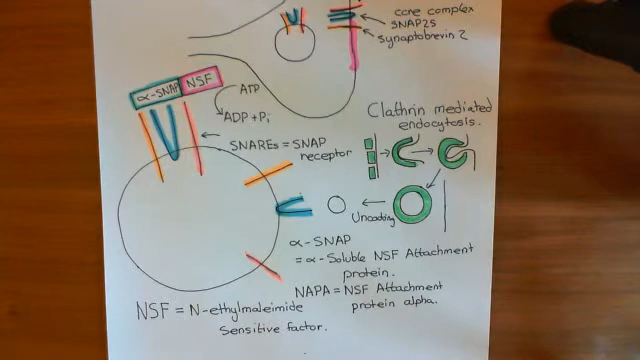 core complex
SNAP25
synaptobrevin 2
α-SNAP NSF
ATP
ADP+Pi
SNAREs = SNAP
receptor
Clathrin mediated
endocytosis.
Uncoating
α-SNAP
= α-Soluble NSF Attachment
protein.
NAPA = NSF Attachment
protein alpha.
NSF = N-ethylmaleimide
Sensitive factor.